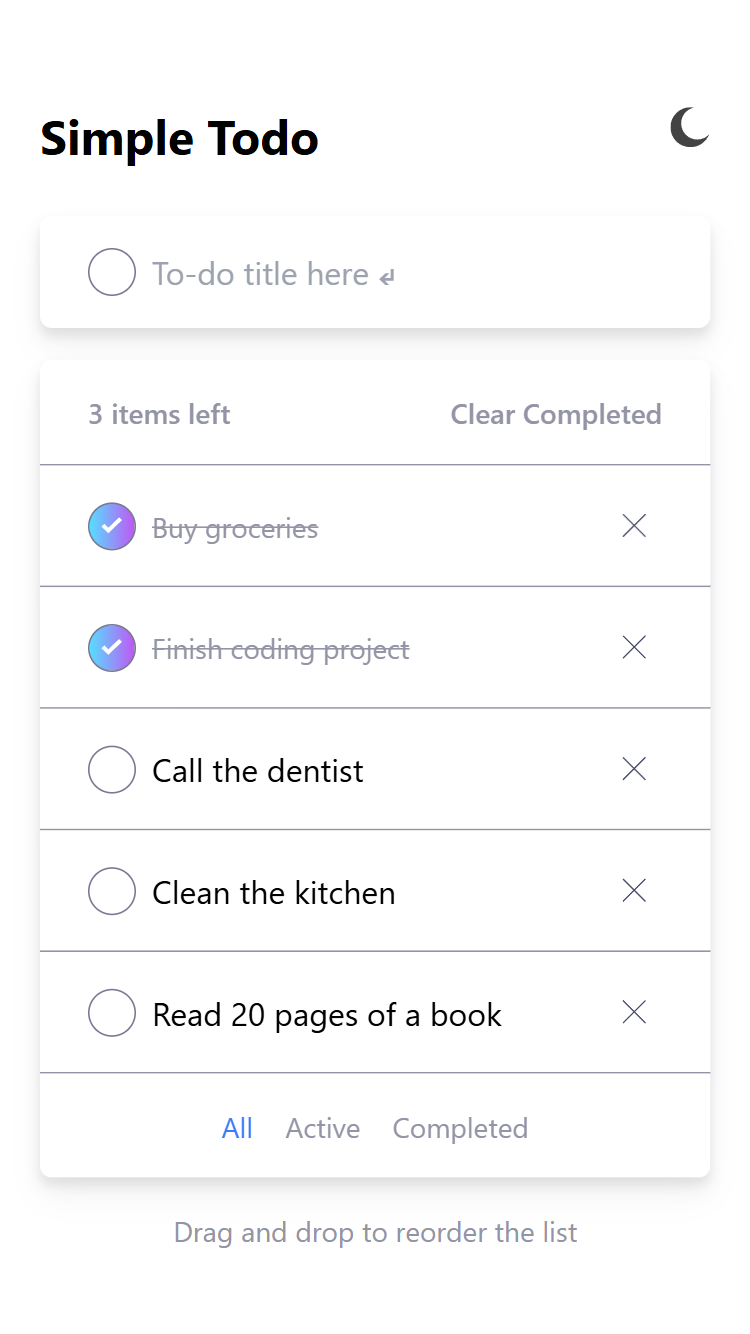 Simple Todo
To-do title here ↲
3 items left
Clear Completed
Buy groceries
Finish coding project
Call the dentist
Clean the kitchen
Read 20 pages of a book
All Active Completed
Drag and drop to reorder the list